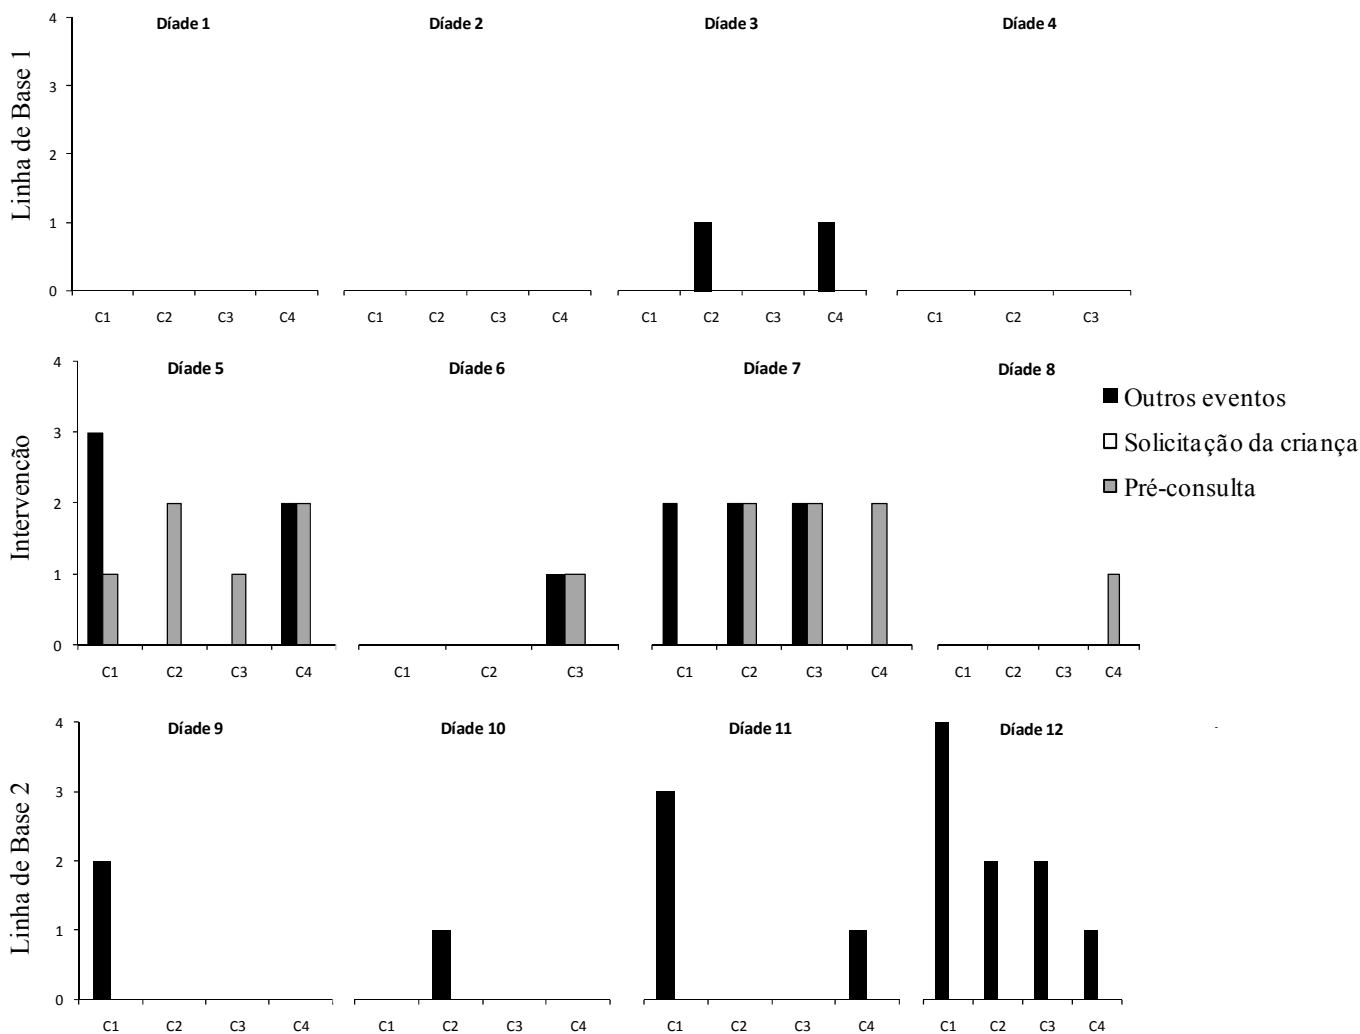 Díade 1 Díade 2 Díade 3 Díade 4
Linha de Base 1
4
3
2
1
0
C1 C2 C3 C4 C1 C2 C3 C4 C1 C2 C3 C4 C1 C2 C3
Díade 5 Díade 6 Díade 7 Díade 8
Intervencão
4
3
2
1
0
C1 C2 C3 C4 C1 C2 C3 C1 C2 C3 C4 C1 C2 C3 C4
Outros eventos
Solicitação da criança
Pré-consulta
Díade 9 Díade 10 Díade 11 Díade 12
Linha de Base 2
4
3
2
1
0
C1 C2 C3 C4 C1 C2 C3 C4 C1 C2 C3 C4 C1 C2 C3 C4